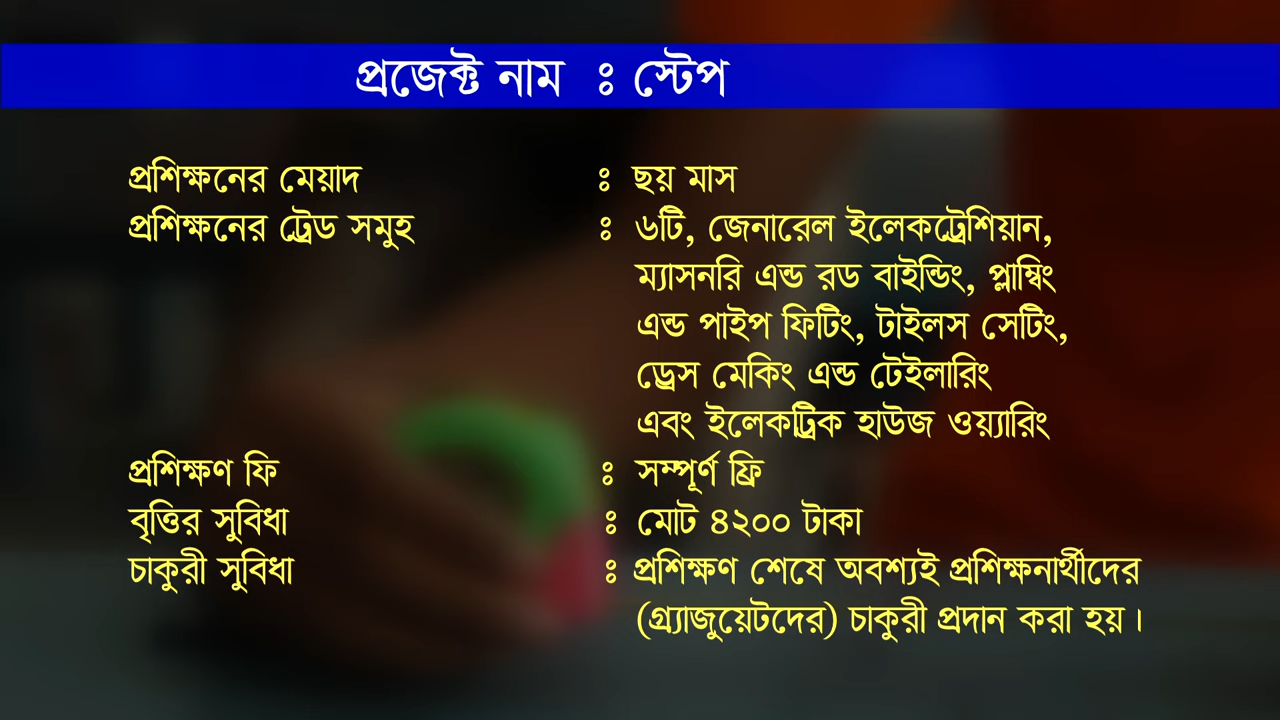 প্রজেক্ট নাম ঃ স্টেপ
প্রশিক্ষনের মেয়াদ ঃ ছয় মাস
প্রশিক্ষনের ট্রেড সমুহ ঃ ৬টি, জেনারেল ইলেকট্রেশিয়ান,
ম্যাসনরি এন্ড রড বাইন্ডিং, প্লাম্বিং
এন্ড পাইপ ফিটিং, টাইলস সেটিং,
ড্রেস মেকিং এন্ড টেইলারিং
এবং ইলেকট্রিক হাউজ ওয়্যারিং
প্রশিক্ষণ ফি ঃ সম্পূর্ণ ফ্রি
বৃত্তির সুবিধা ঃ মোট ৪২০০ টাকা
চাকুরী সুবিধা ঃ প্রশিক্ষণ শেষে অবশ্যই প্রশিক্ষনার্থীদের
(গ্র্যাজুয়েটদের) চাকুরী প্রদান করা হয়।